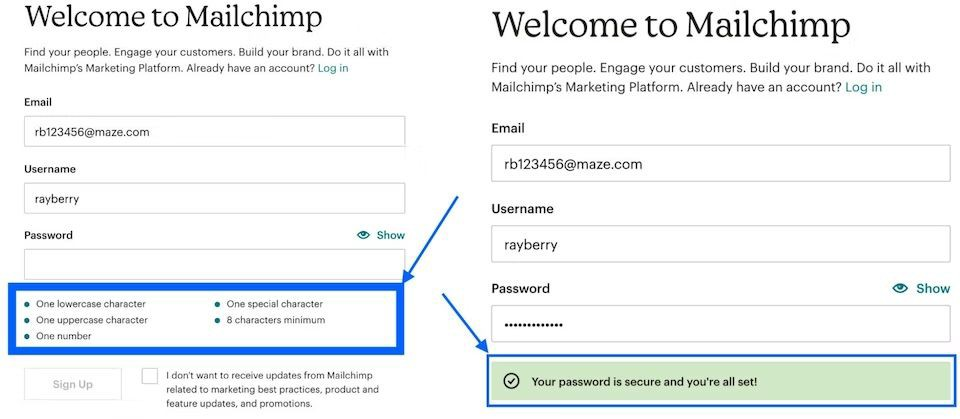 Welcome to Mailchimp
Find your people. Engage your customers. Build your brand. Do it all with
Mailchimp's Marketing Platform. Already have an account? Log in
Email
rb123456@maze.com
Username
rayberry
Password
Show
One lowercase character
One special character
One uppercase character
8 characters minimum
One number
Sign Up
I don't want to receive updates from Mailchimp
related to marketing best practices, product and
feature updates, and promotions.
Welcome to Mailchimp
Find your people. Engage your customers. Build your brand. Do it all with
Mailchimp's Marketing Platform. Already have an account? Log in
Email
rb123456@maze.com
Username
rayberry
Password
Show
•••••••••••••
Your password is secure and you're all set!